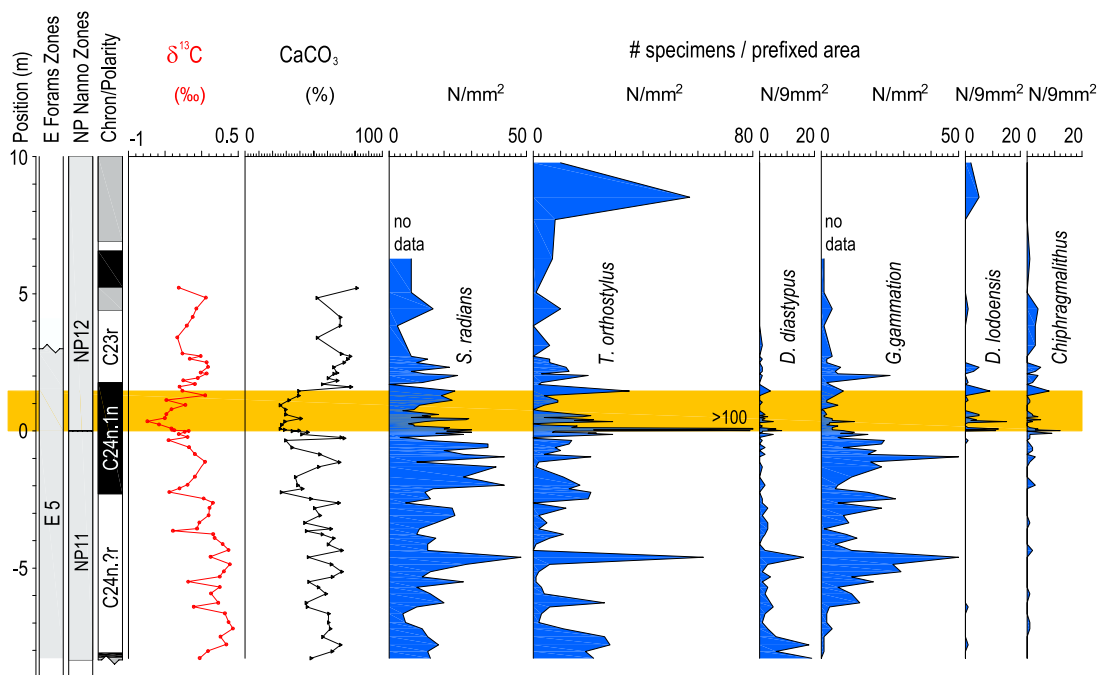 # specimens / prefixed area
δ13C
CaCO3
(‰)
(%)
N/mm2
N/mm2
N/9mm2
N/mm2
N/9mm2
N/9mm2
Position (m)
E Forams Zones
NP Nanno Zones
Chron/Polarity
-1
0.5
0
100
0
50
0
80
0
20
0
50
0
20
0
20
10
5
0
-5
E 5
NP12
NP11
C23r
C24n.1n
C24n.?r
no
data
no
data
S. radians
T. orthostylus
D. diastypus
G.gammation
D. lodoensis
Chiphragmalithus
>100